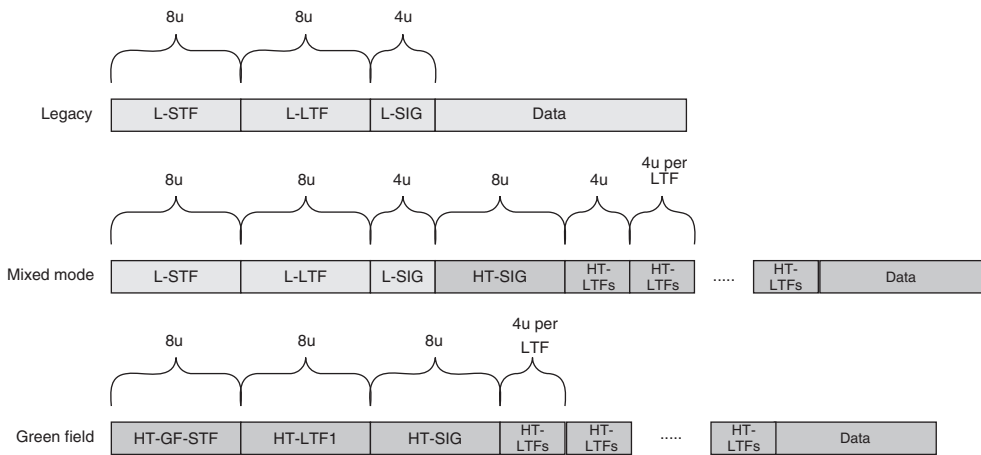 8u 8u 4u
Legacy L-STF L-LTF L-SIG Data
4u per
LTF
8u 8u 4u 8u 4u
Mixed mode L-STF L-LTF L-SIG HT-SIG HT-
LTFs HT-
LTFs ..... HT-
LTFs Data
4u per
LTF
8u 8u 8u
Green field HT-GF-STF HT-LTF1 HT-SIG HT-
LTFs HT-
LTFs ..... HT-
LTFs Data